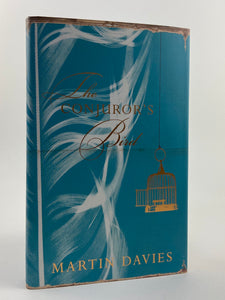 The
CONJUROR'S
Bird
MARTIN DAVIES